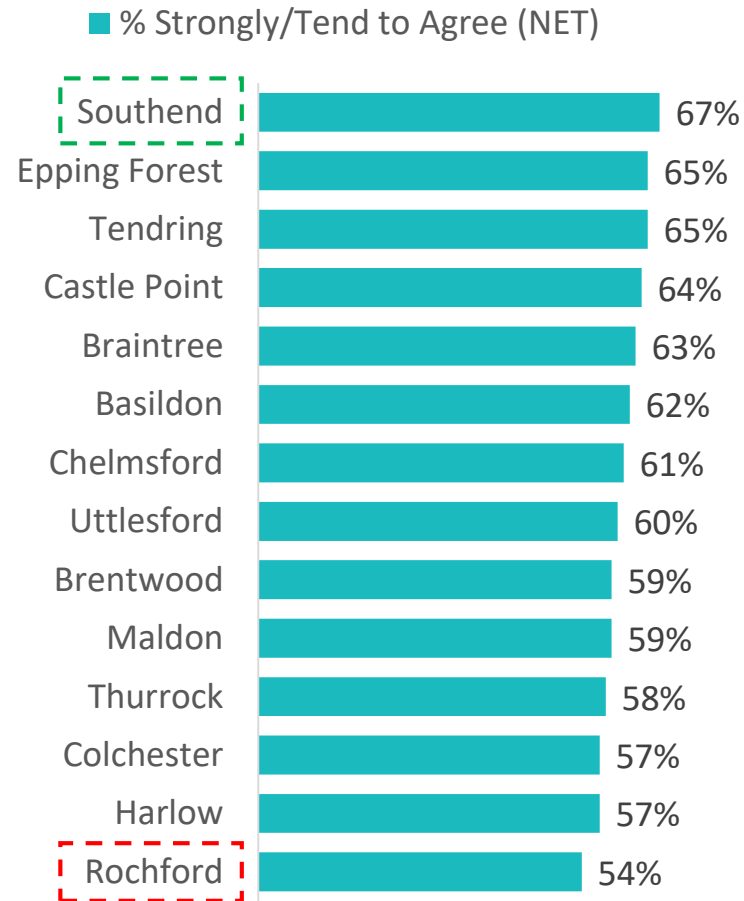 % Strongly/Tend to Agree (NET)
Southend 67%
Epping Forest 65%
Tendring 65%
Castle Point 64%
Braintree 63%
Basildon 62%
Chelmsford 61%
Uttlesford 60%
Brentwood 59%
Maldon 59%
Thurrock 58%
Colchester 57%
Harlow 57%
Rochford 54%